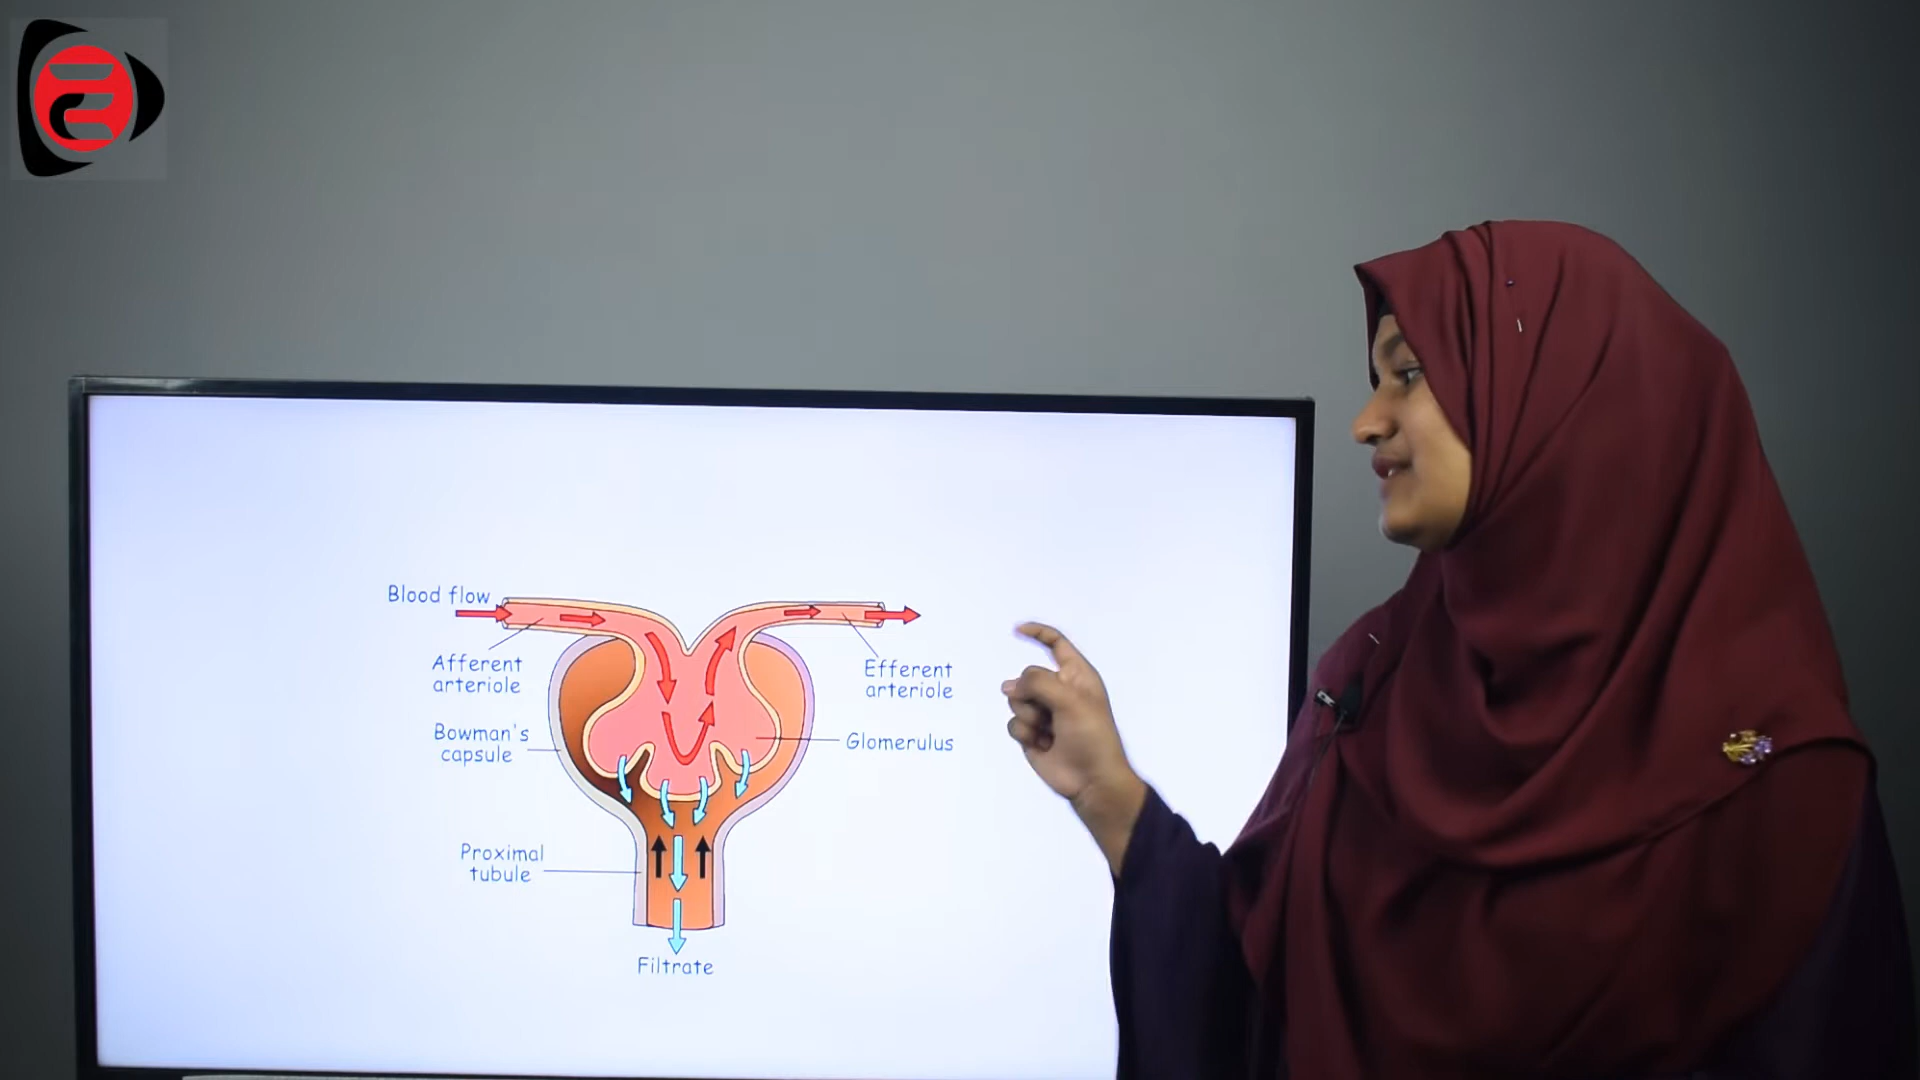 Blood flow
Afferent
arteriole
Efferent
arteriole
Bowman's
capsule
Glomerulus
Proximal
tubule
Filtrate